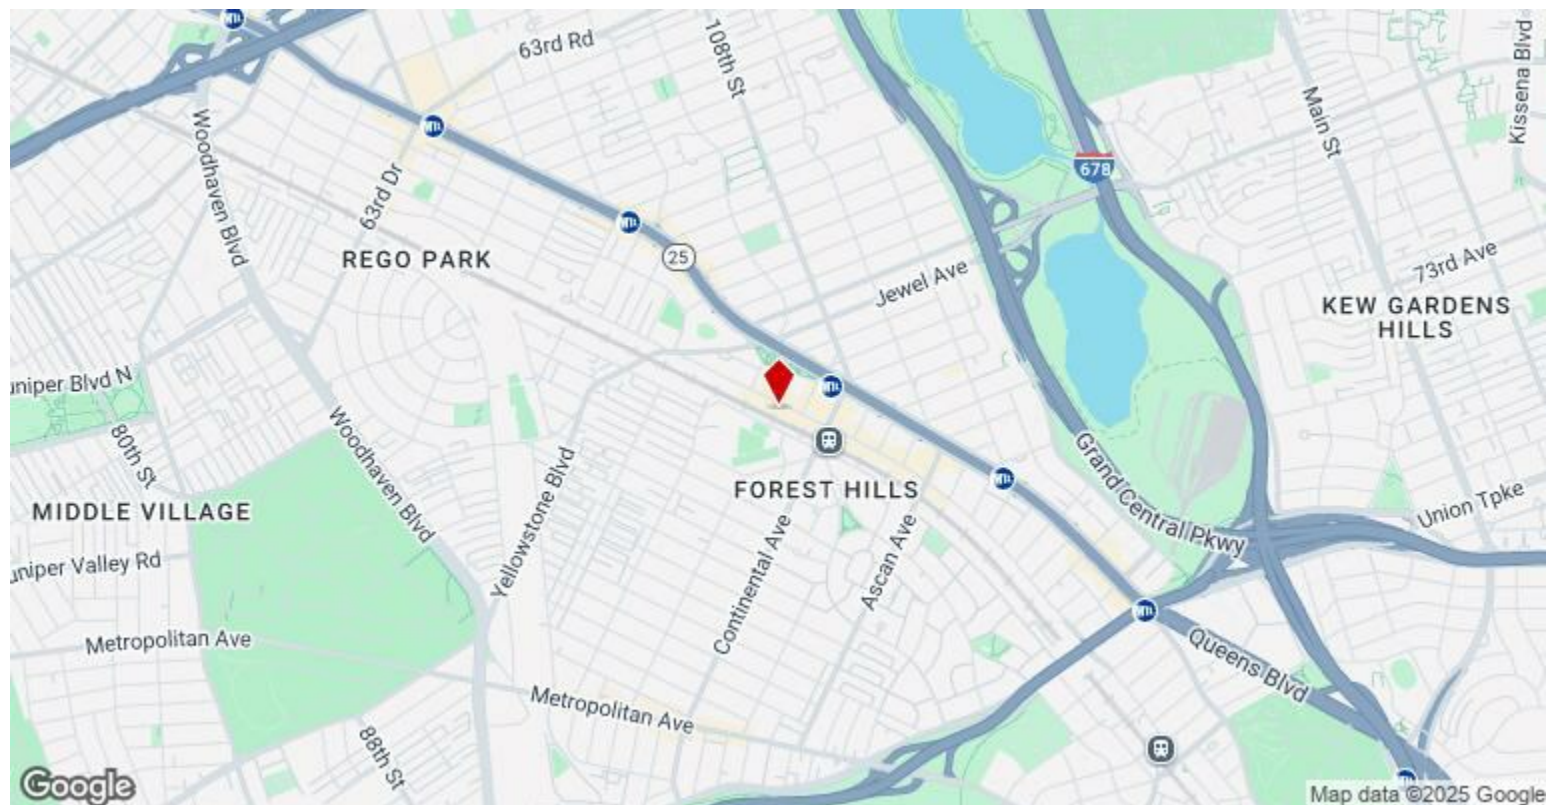 63rd Rd
108th St
Main St
Kissena Blvd
Woodhaven Blvd
63rd Dr
678
REGO PARK
25
Jewel Ave
73rd Ave
KEW GARDENS
HILLS
uniper Blvd N
80th St
Woodhaven Blvd
Yellowstone Blvd
FOREST HILLS
Grand Central Pkwy
Union Tpke
MIDDLE VILLAGE
uniper Valley Rd
Continental Ave
Ascan Ave
Metropolitan Ave
Queens Blvd
Metropolitan Ave
88th St
Google
Map data ©2025 Google